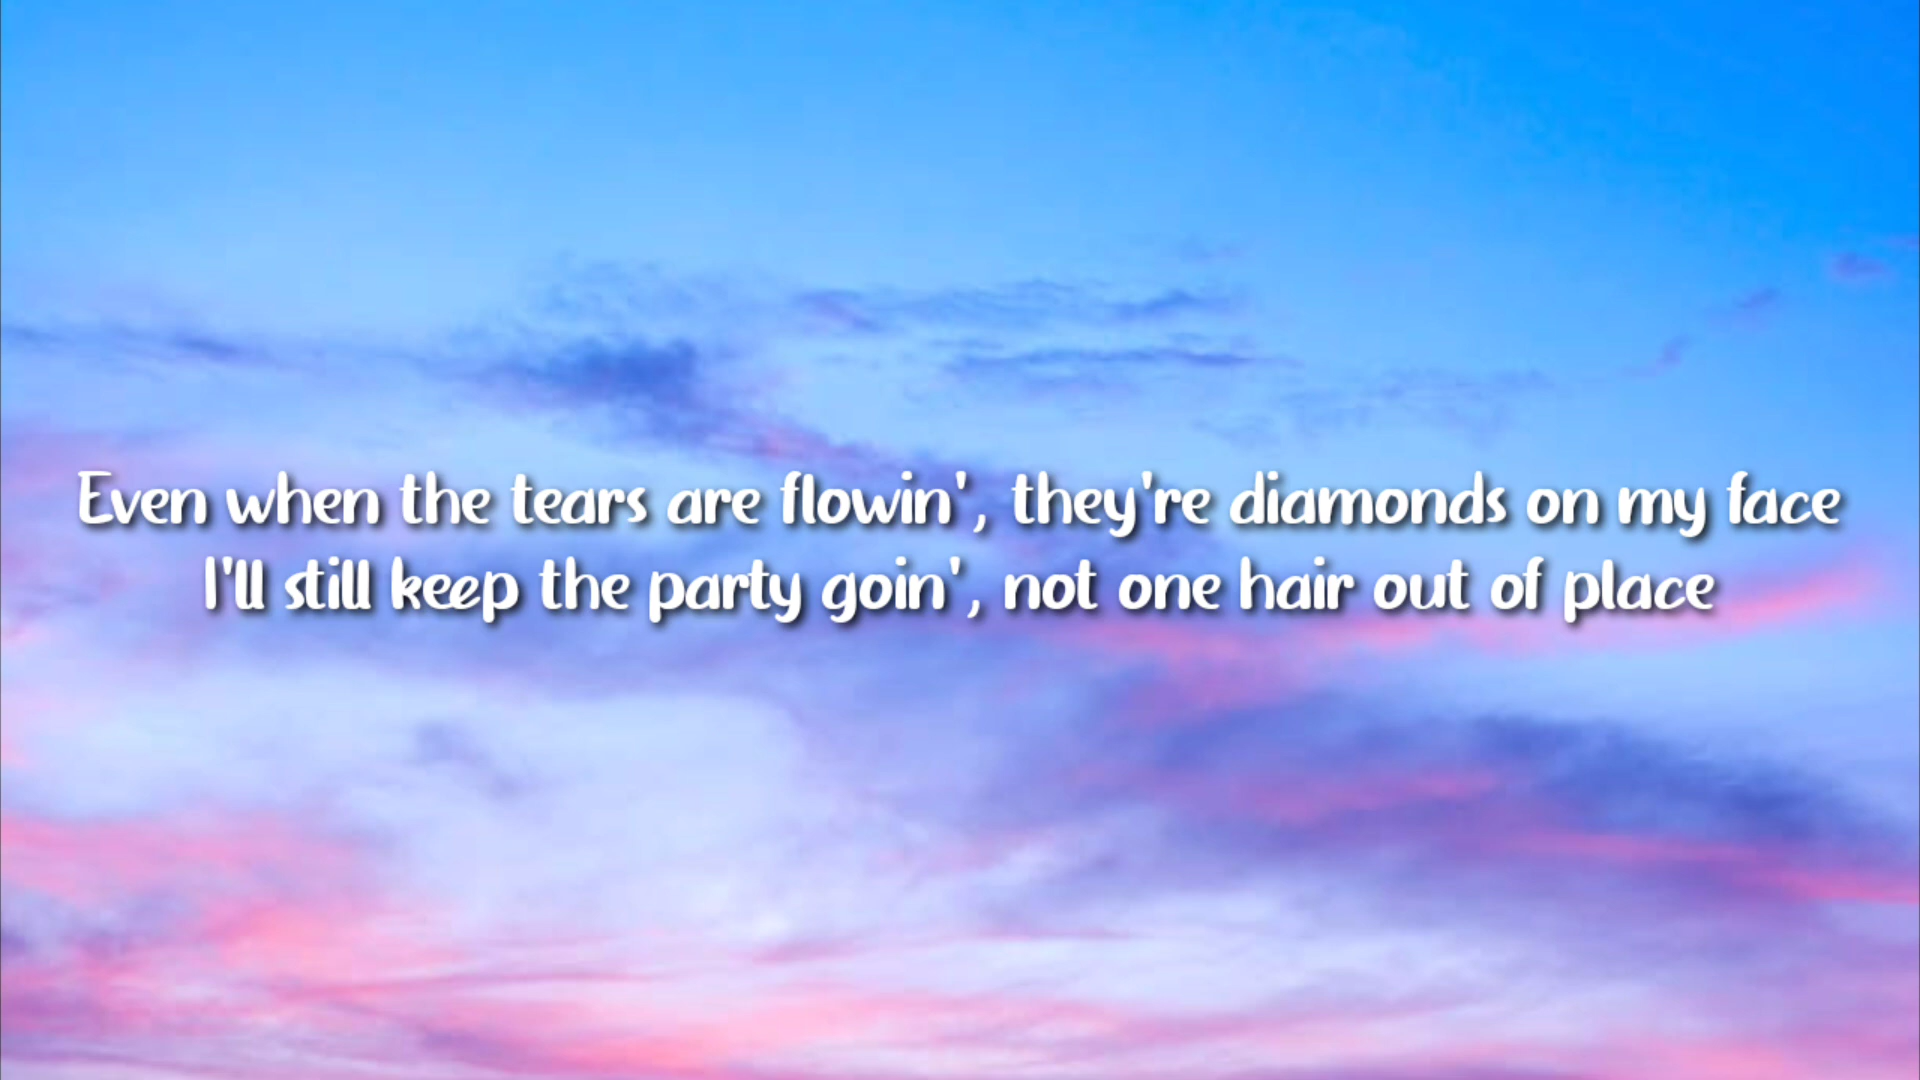 Even when the tears are flowin', they're diamonds on my face
I'll still keep the party goin', not one hair out of place